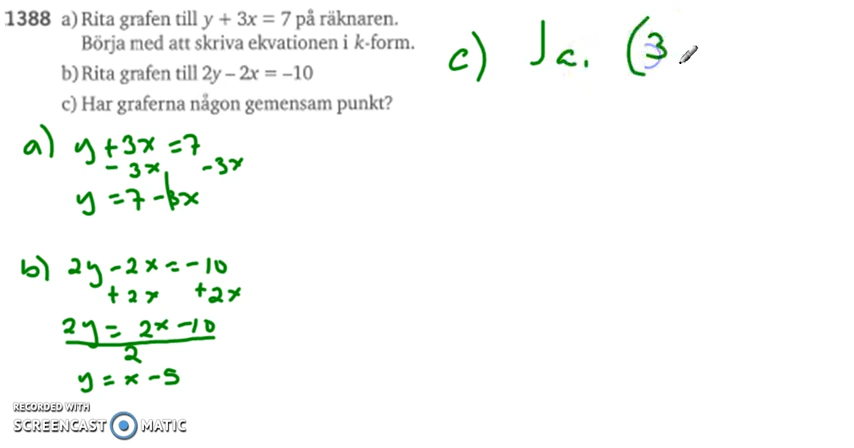 1388 a) Rita grafen till y + 3x = 7 på räknaren.
Börja med att skriva ekvationen i k-form.
b) Rita grafen till 2y – 2x = –10
c) Har graferna någon gemensam punkt?
c) Ja. (3
a) y + 3x = 7
- 3x - 3x
y = 7 - 3x
b) 2y - 2x = -10
+ 2x + 2x
2y = 2x - 10
2
y = x - 5
RECORDED WITH
SCREENCAST MATIC